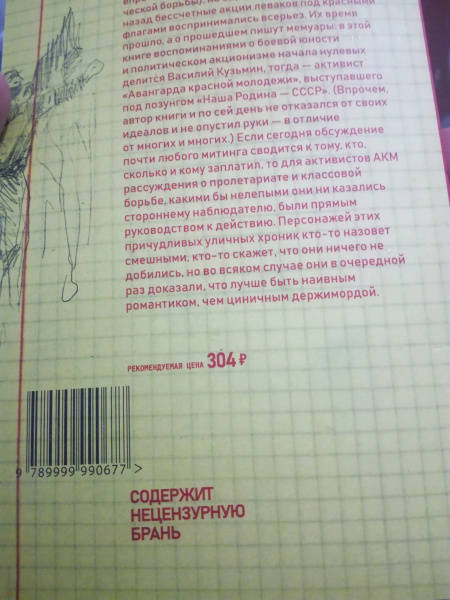 ческой борьбы), но
назад бессчетные акции леваков под красными
флагами воспринимались всерьез. Их время
прошло, а о прошедшем пишут мемуары: в этой
книге воспоминаниями о боевой юности
и политическом акционизме начала нулевых
делится Василий Кузьмин, тогда — активист
«Авангарда красной молодежи», выступавшего
под лозунгом «Наша Родина — СССР». (Впрочем,
автор книги и по сей день не отказался от своих
идеалов и не опустил руки — в отличие
от многих и многих.) Если сегодня обсуждение
почти любого митинга сводится к тому, кто,
сколько и кому заплатил, то для активистов АКМ
рассуждения о пролетариате и классовой
борьбе, какими бы нелепыми они ни казались
стороннему наблюдателю, были прямым
руководством к действию. Персонажей этих
причудливых уличных хроник кто-то назовет
смешными, кто-то скажет, что они ничего не
добились, но во всяком случае они в очередной
раз доказали, что лучше быть наивным
романтиком, чем циничным держимордой.
РЕКОМЕНДУЕМАЯ ЦЕНА 304 ₽
9 789999 990677 >
СОДЕРЖИТ
НЕЦЕНЗУРНУЮ
БРАНЬ